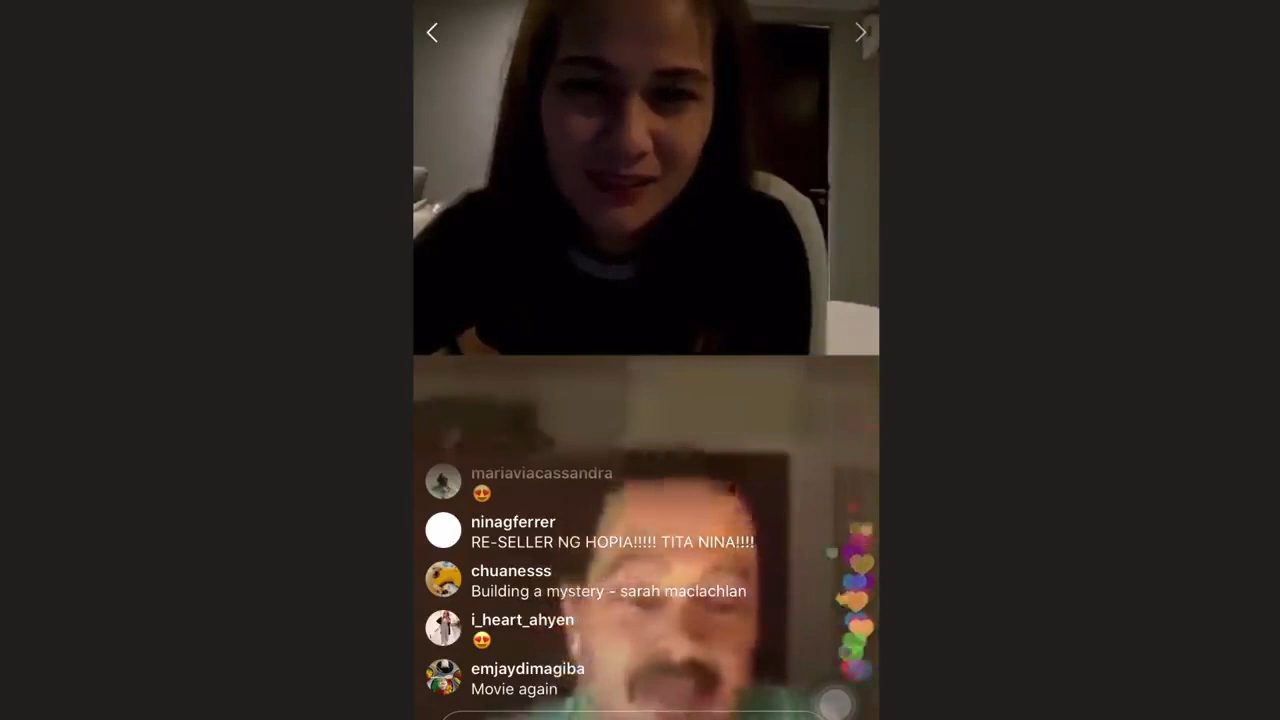 mariaviacassandra
😍
ninagferrer
RE-SELLER NG HOPIA!!!!! TITA NINA!!!!
chuanesss
Building a mystery - sarah maclachlan
i_heart_ahyen
😍
emjaydimagiba
Movie again